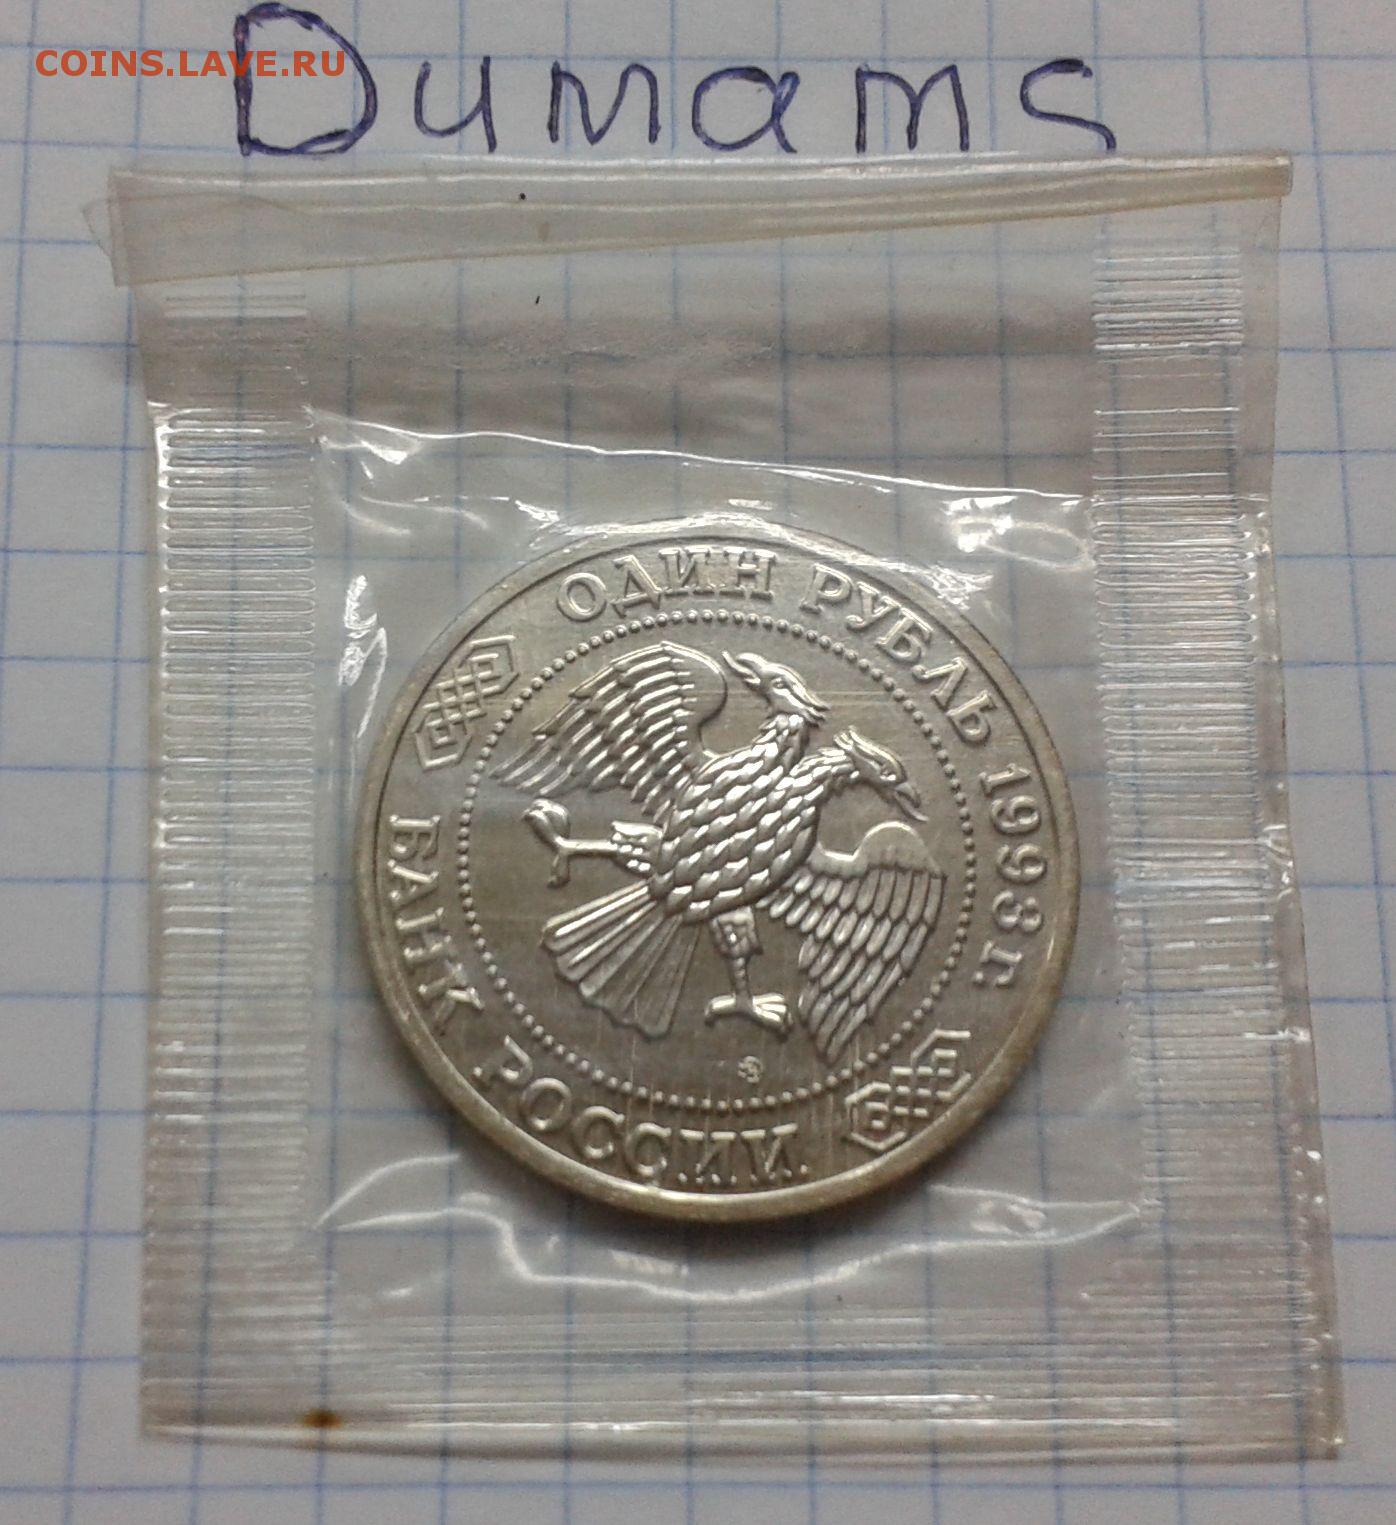 COINS.LAVE.RU
Dumams
ОДИН РУБЛЬ 1993 г.
БАНК РОССИИ